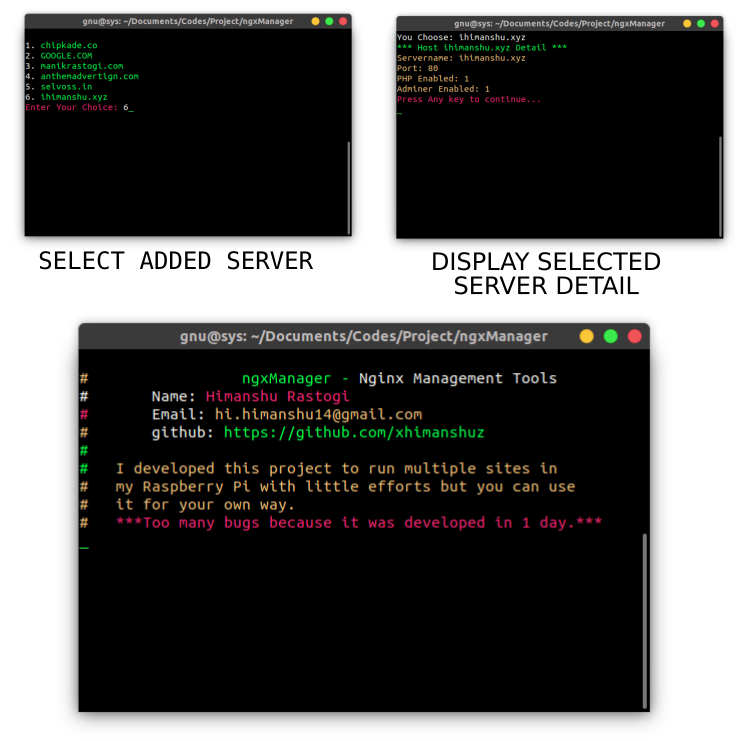 gnu@sys: ~/Documents/Codes/Project/ngxManager
1. chipkade.co
2. GOOGLE.COM
3. manikrastogi.com
4. anthemadvertign.com
5. selvoss.in
6. ihimanshu.xyz
Enter Your Choice: 6_
SELECT ADDED SERVER
gnu@sys: ~/Documents/Codes/Project/ngxManager
You Choose: ihimanshu.xyz
*** Host ihimanshu.xyz Detail ***
Servername: ihimanshu.xyz
Port: 80
PHP Enabled: 1
Adminer Enabled: 1
Press Any key to continue...
_
DISPLAY SELECTED
SERVER DETAIL
gnu@sys: ~/Documents/Codes/Project/ngxManager
# ngxManager - Nginx Management Tools
# Name: Himanshu Rastogi
# Email: hi.himanshu14@gmail.com
# github: https://github.com/xhimanshuz
#
# I developed this project to run multiple sites in
# my Raspberry Pi with little efforts but you can use
# it for your own way.
# ***Too many bugs because it was developed in 1 day.***
_